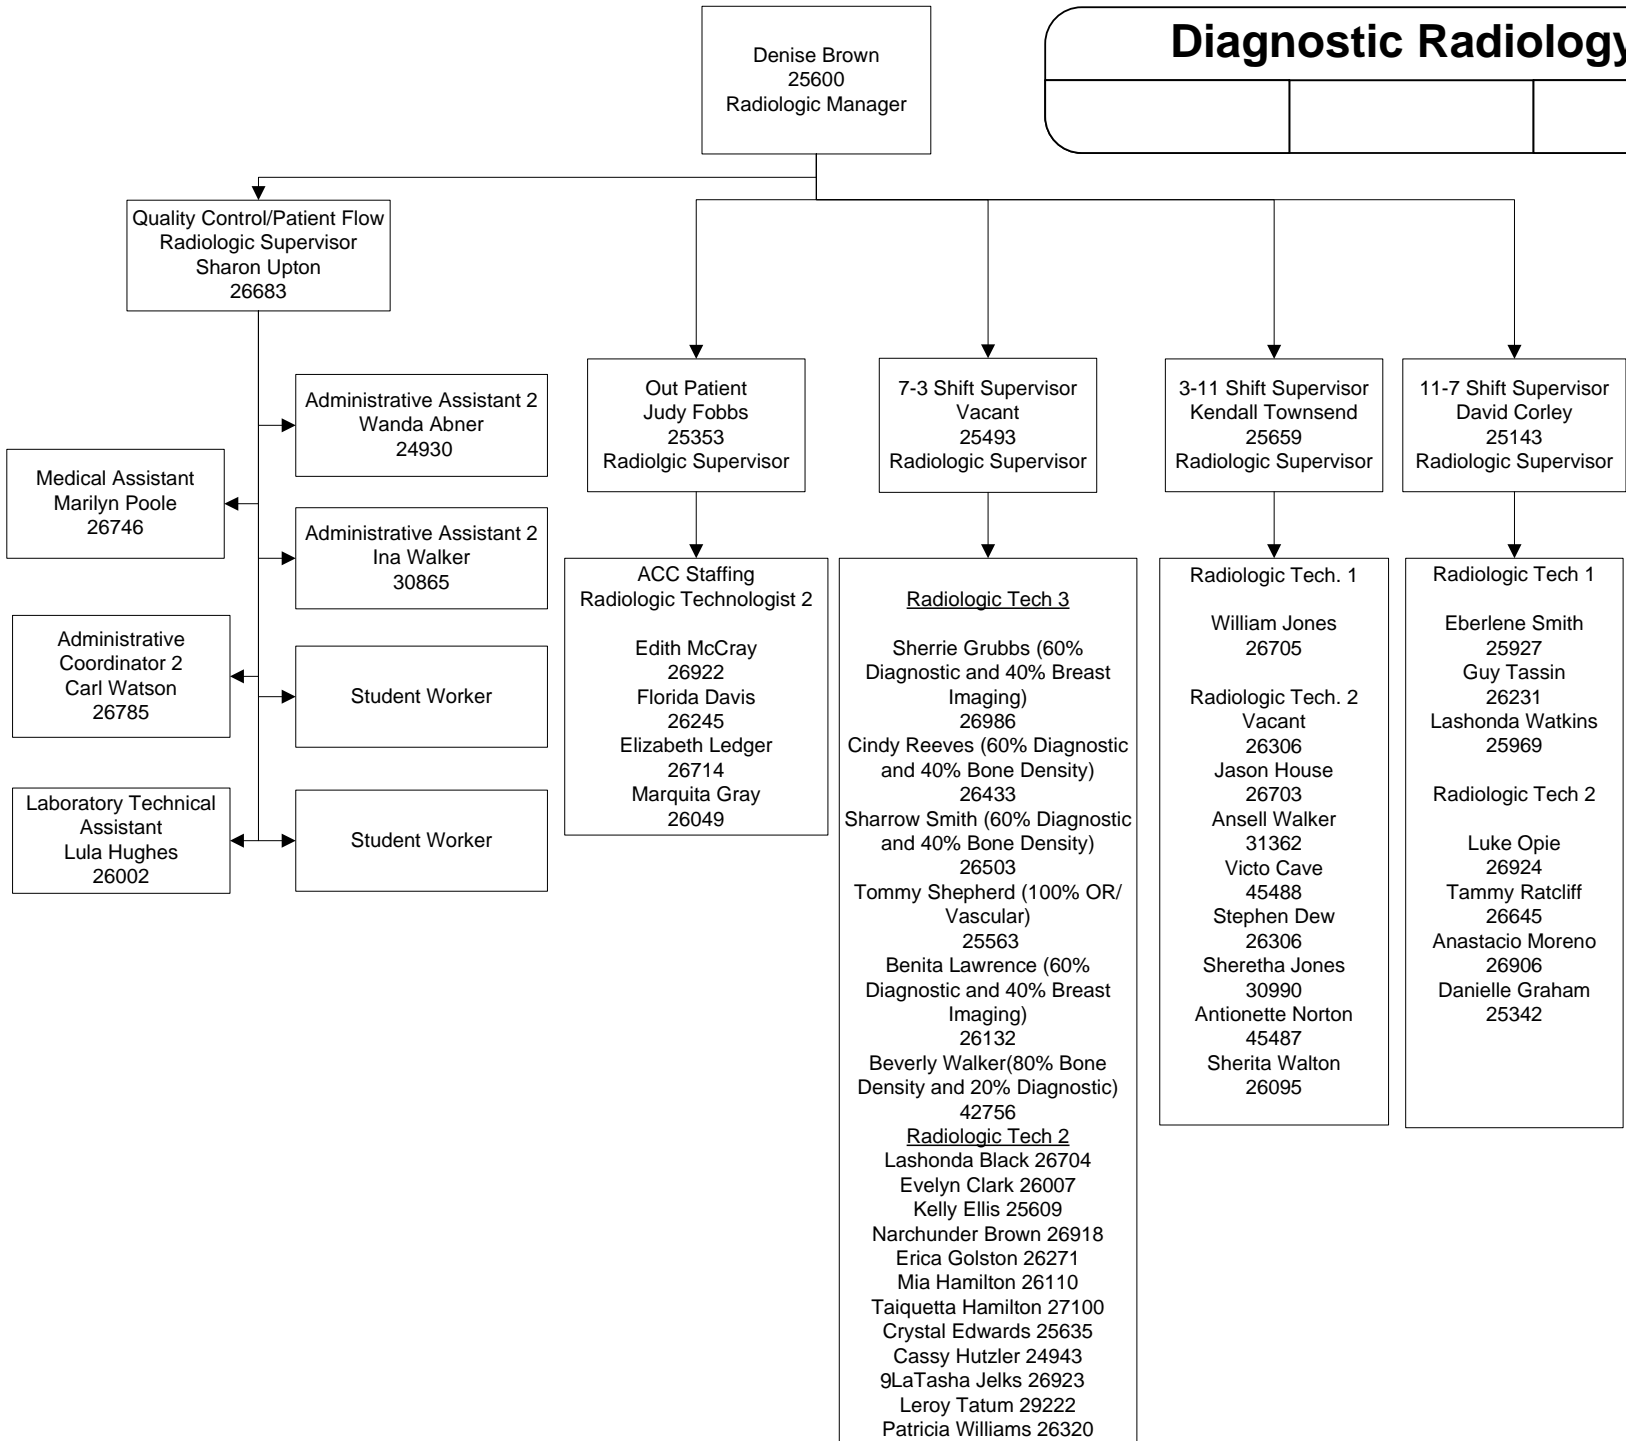 Diagnostic Radiology
Denise Brown
25600
Radiologic Manager
Quality Control/Patient Flow
Radiologic Supervisor
Sharon Upton
26683
Administrative Assistant 2
Wanda Abner
24930
Medical Assistant
Marilyn Poole
26746
Administrative Assistant 2
Ina Walker
30865
Administrative
Coordinator 2
Carl Watson
26785
Student Worker
Laboratory Technical
Assistant
Lula Hughes
26002
Student Worker
Out Patient
Judy Fobbs
25353
Radiolgic Supervisor
ACC Staffing
Radiologic Technologist 2
Edith McCray
26922
Florida Davis
26245
Elizabeth Ledger
26714
Marquita Gray
26049
7-3 Shift Supervisor
Vacant
25493
Radiologic Supervisor
Radiologic Tech 3
Sherrie Grubbs (60%
Diagnostic and 40% Breast
Imaging)
26986
Cindy Reeves (60% Diagnostic
and 40% Bone Density)
26433
Sharrow Smith (60% Diagnostic
and 40% Bone Density)
26503
Tommy Shepherd (100% OR/
Vascular)
25563
Benita Lawrence (60%
Diagnostic and 40% Breast
Imaging)
26132
Beverly Walker(80% Bone
Density and 20% Diagnostic)
42756
Radiologic Tech 2
Lashonda Black 26704
Evelyn Clark 26007
Kelly Ellis 25609
Narchunder Brown 26918
Erica Golston 26271
Mia Hamilton 26110
Taiquetta Hamilton 27100
Crystal Edwards 25635
Cassy Hutzler 24943
9LaTasha Jelks 26923
Leroy Tatum 29222
Patricia Williams 26320
3-11 Shift Supervisor
Kendall Townsend
25659
Radiologic Supervisor
Radiologic Tech. 1
William Jones
26705
Radiologic Tech. 2
Vacant
26306
Jason House
26703
Ansell Walker
31362
Victo Cave
45488
Stephen Dew
26306
Sheretha Jones
30990
Antionette Norton
45487
Sherita Walton
26095
11-7 Shift Supervisor
David Corley
25143
Radiologic Supervisor
Radiologic Tech 1
Eberlene Smith
25927
Guy Tassin
26231
Lashonda Watkins
25969
Radiologic Tech 2
Luke Opie
26924
Tammy Ratcliff
26645
Anastacio Moreno
26906
Danielle Graham
25342